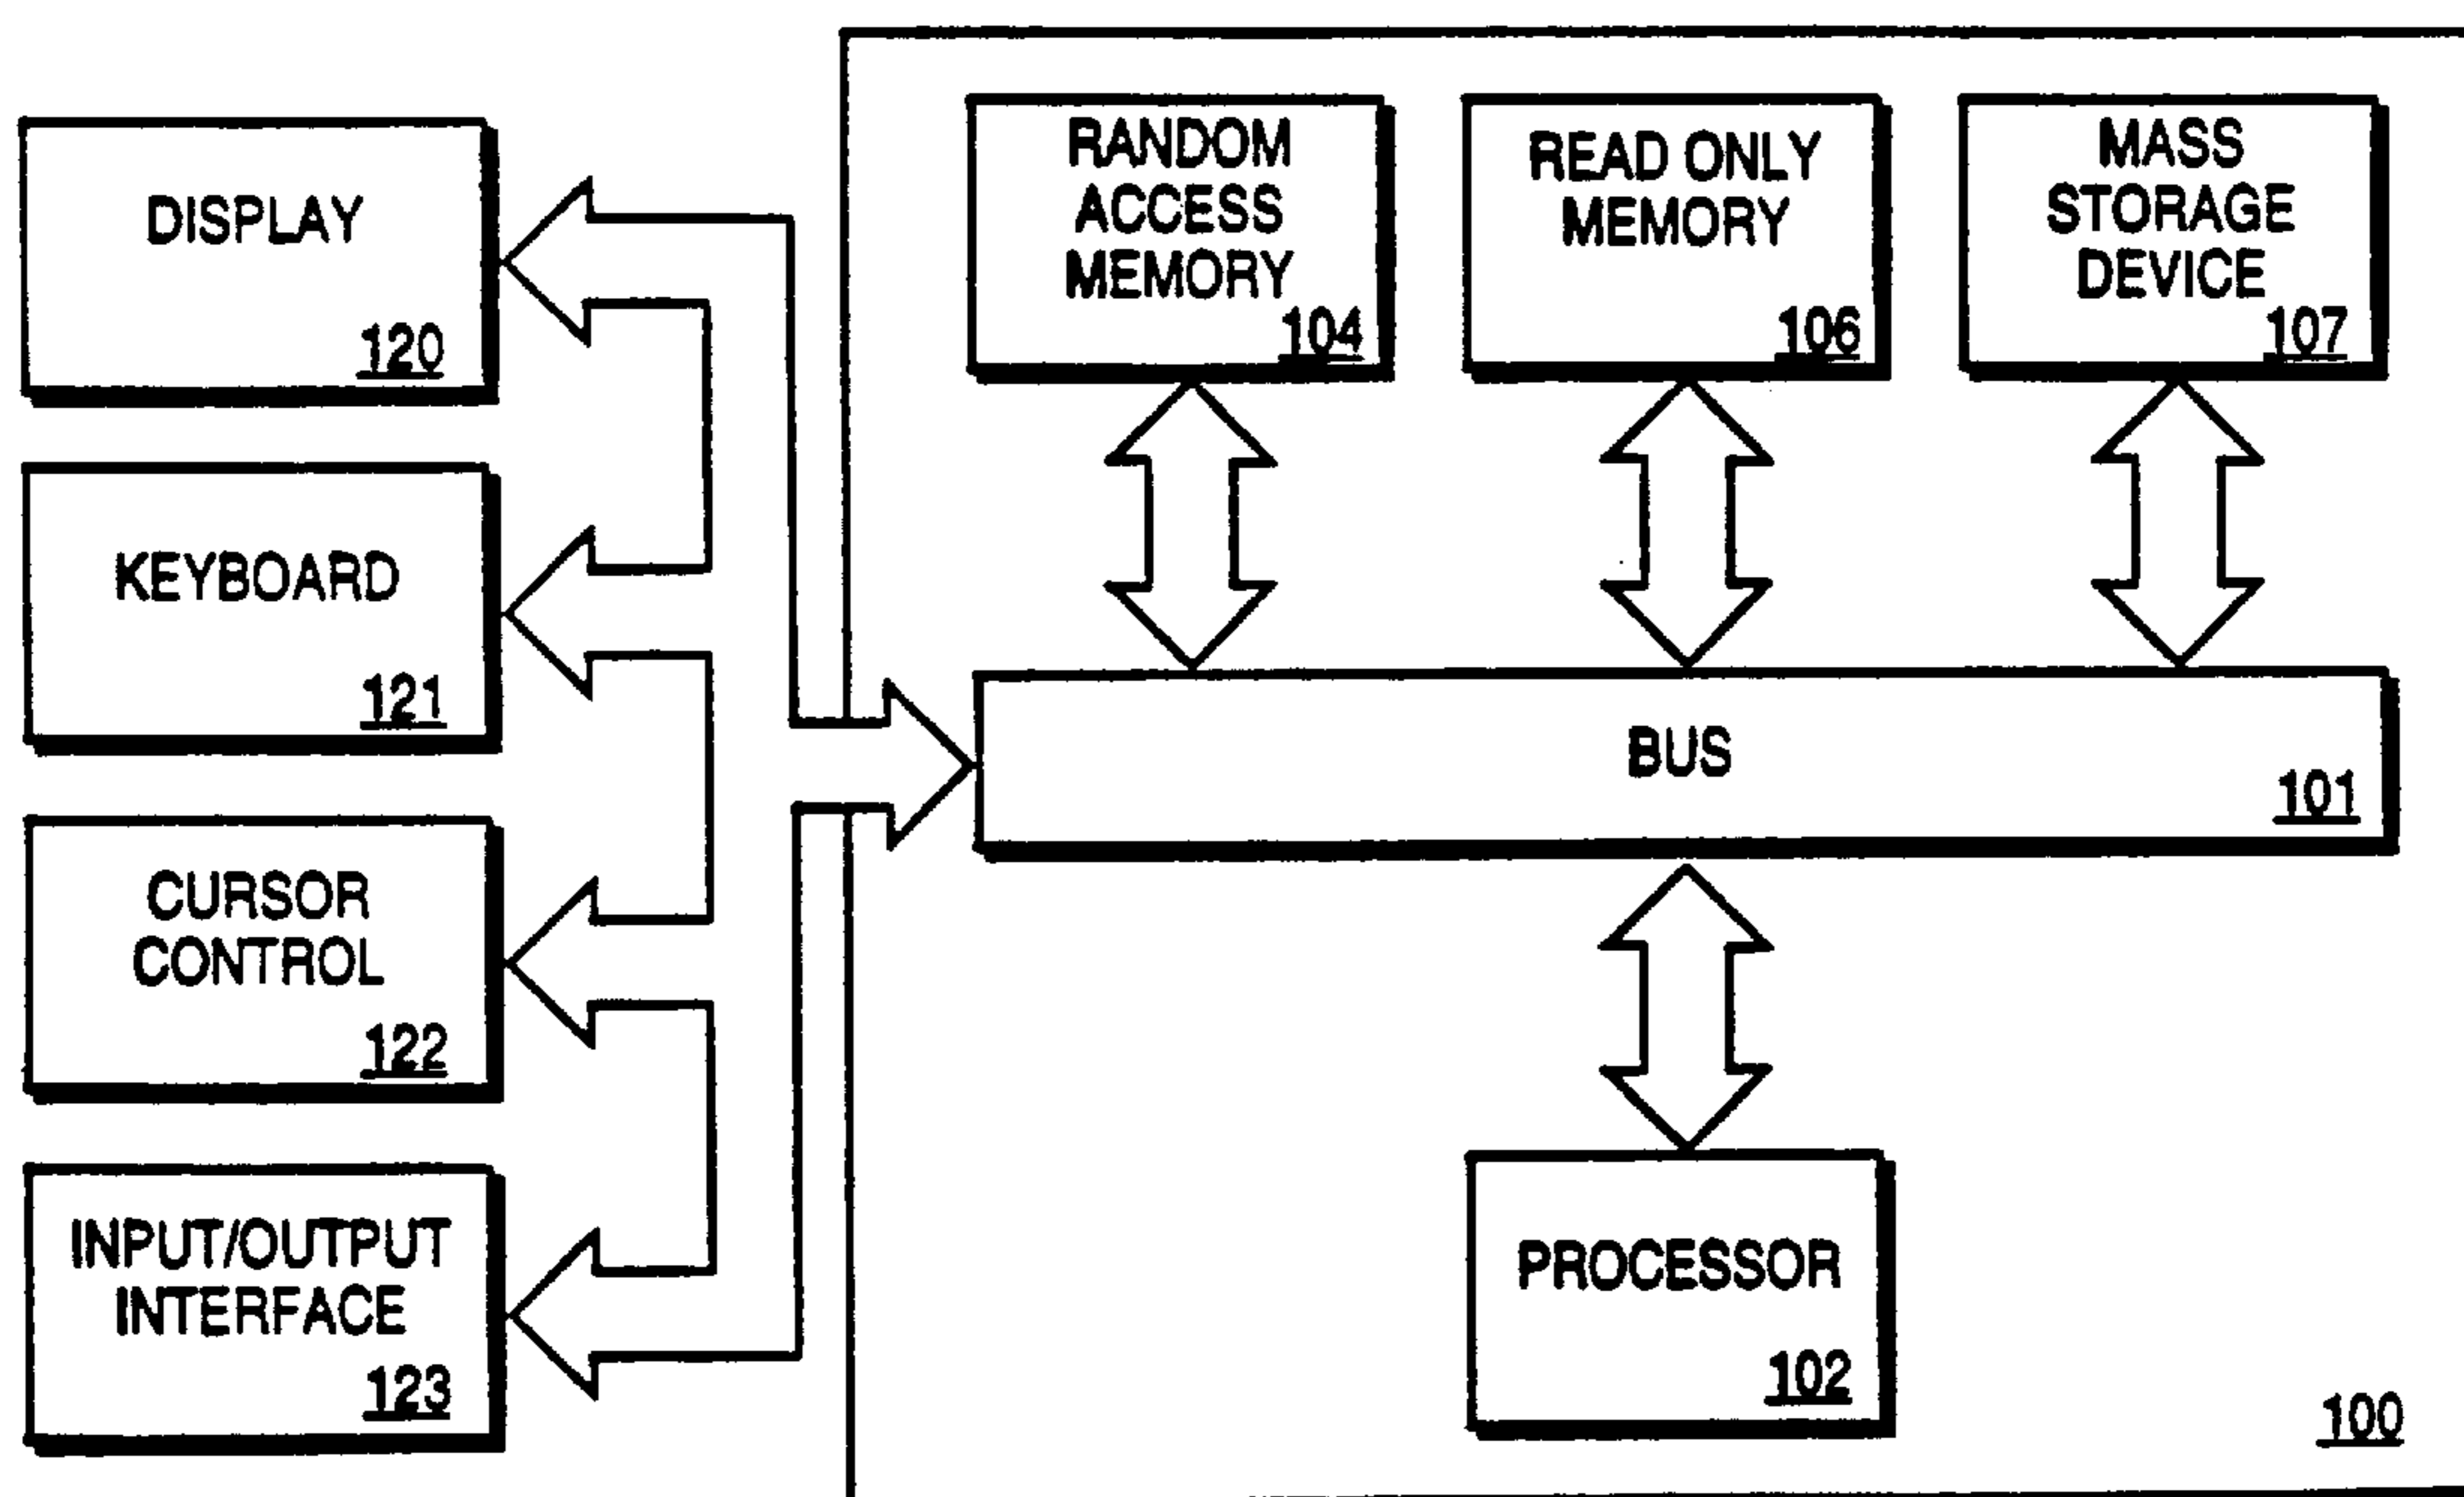 DISPLAY
120
KEYBOARD
121
CURSOR
CONTROL
122
INPUT/OUTPUT
INTERFACE
123
RANDOM
ACCESS
MEMORY
104
READ ONLY
MEMORY
106
MASS
STORAGE
DEVICE
107
BUS
101
PROCESSOR
102
100